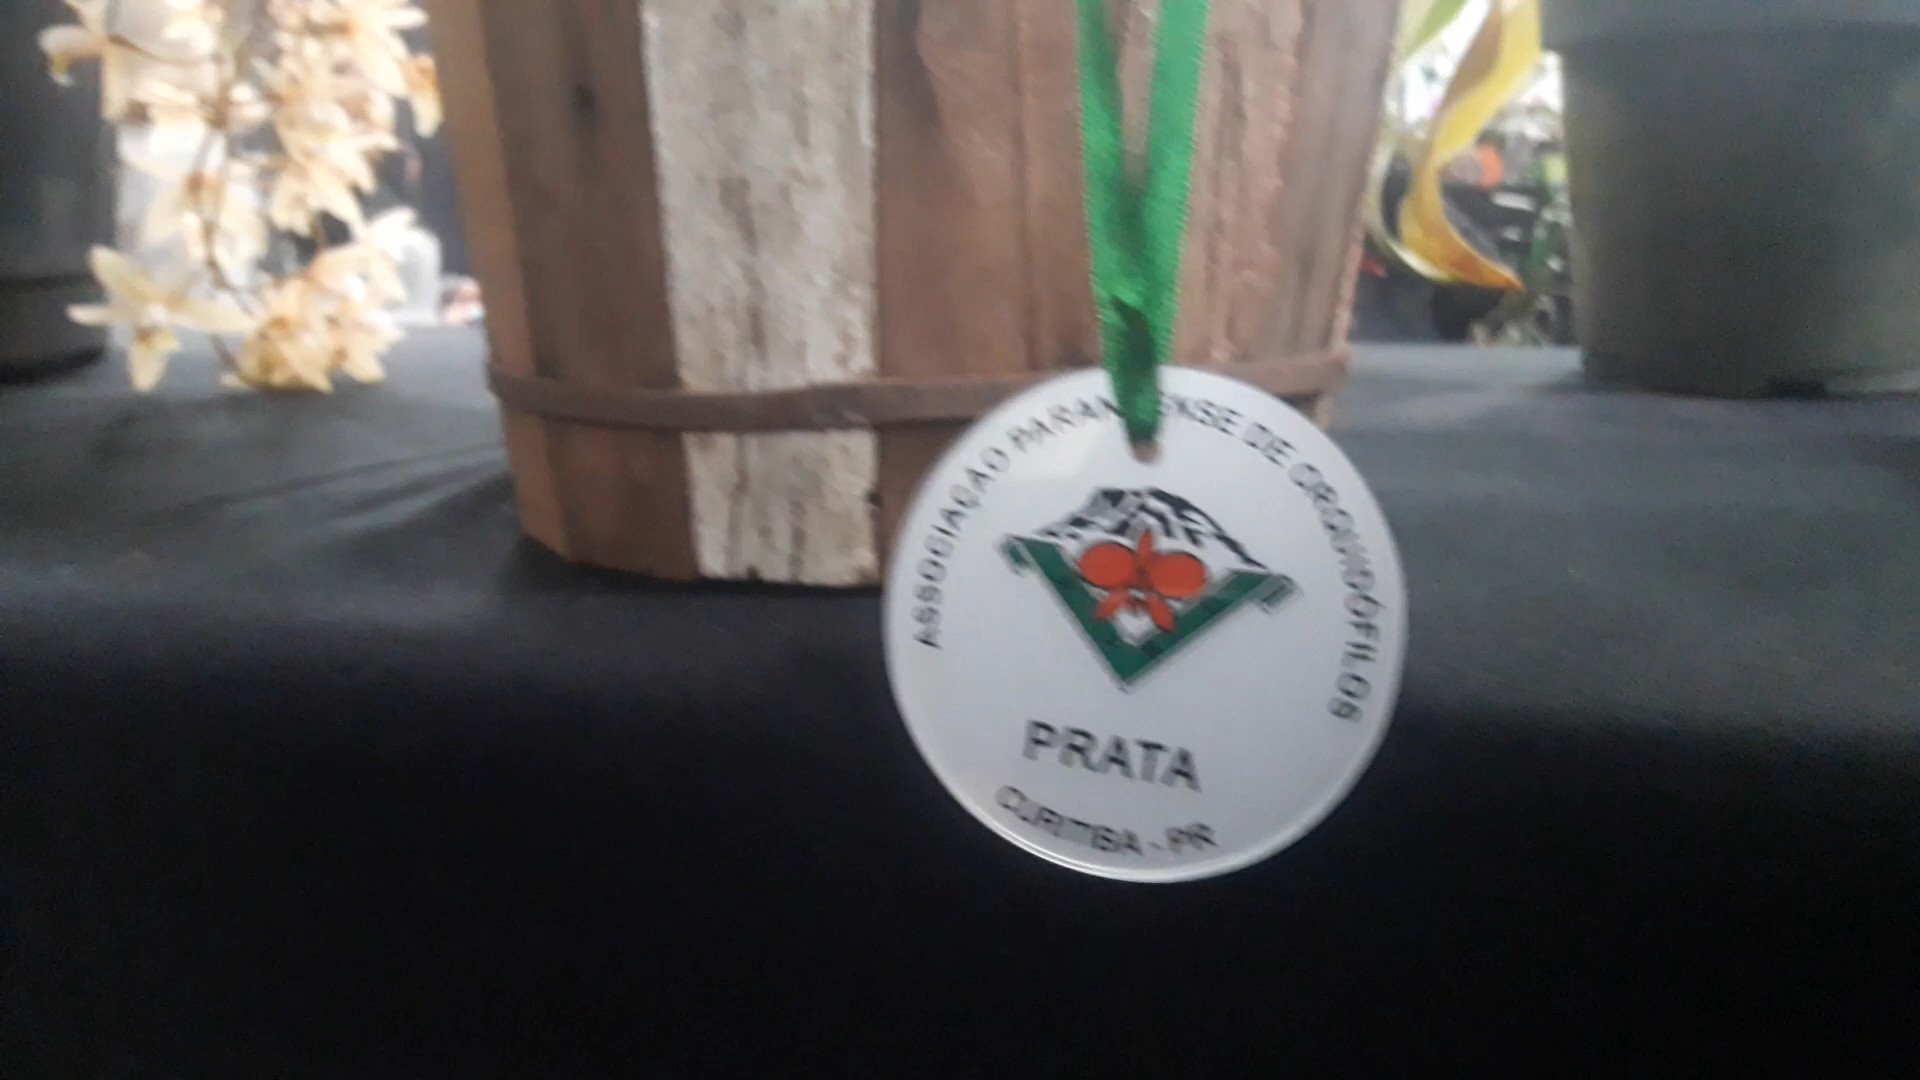 ASSOCIAÇÃO PARANAENSE DE ORQUIDÓFILOS
PRATA
CURITIBA - PR